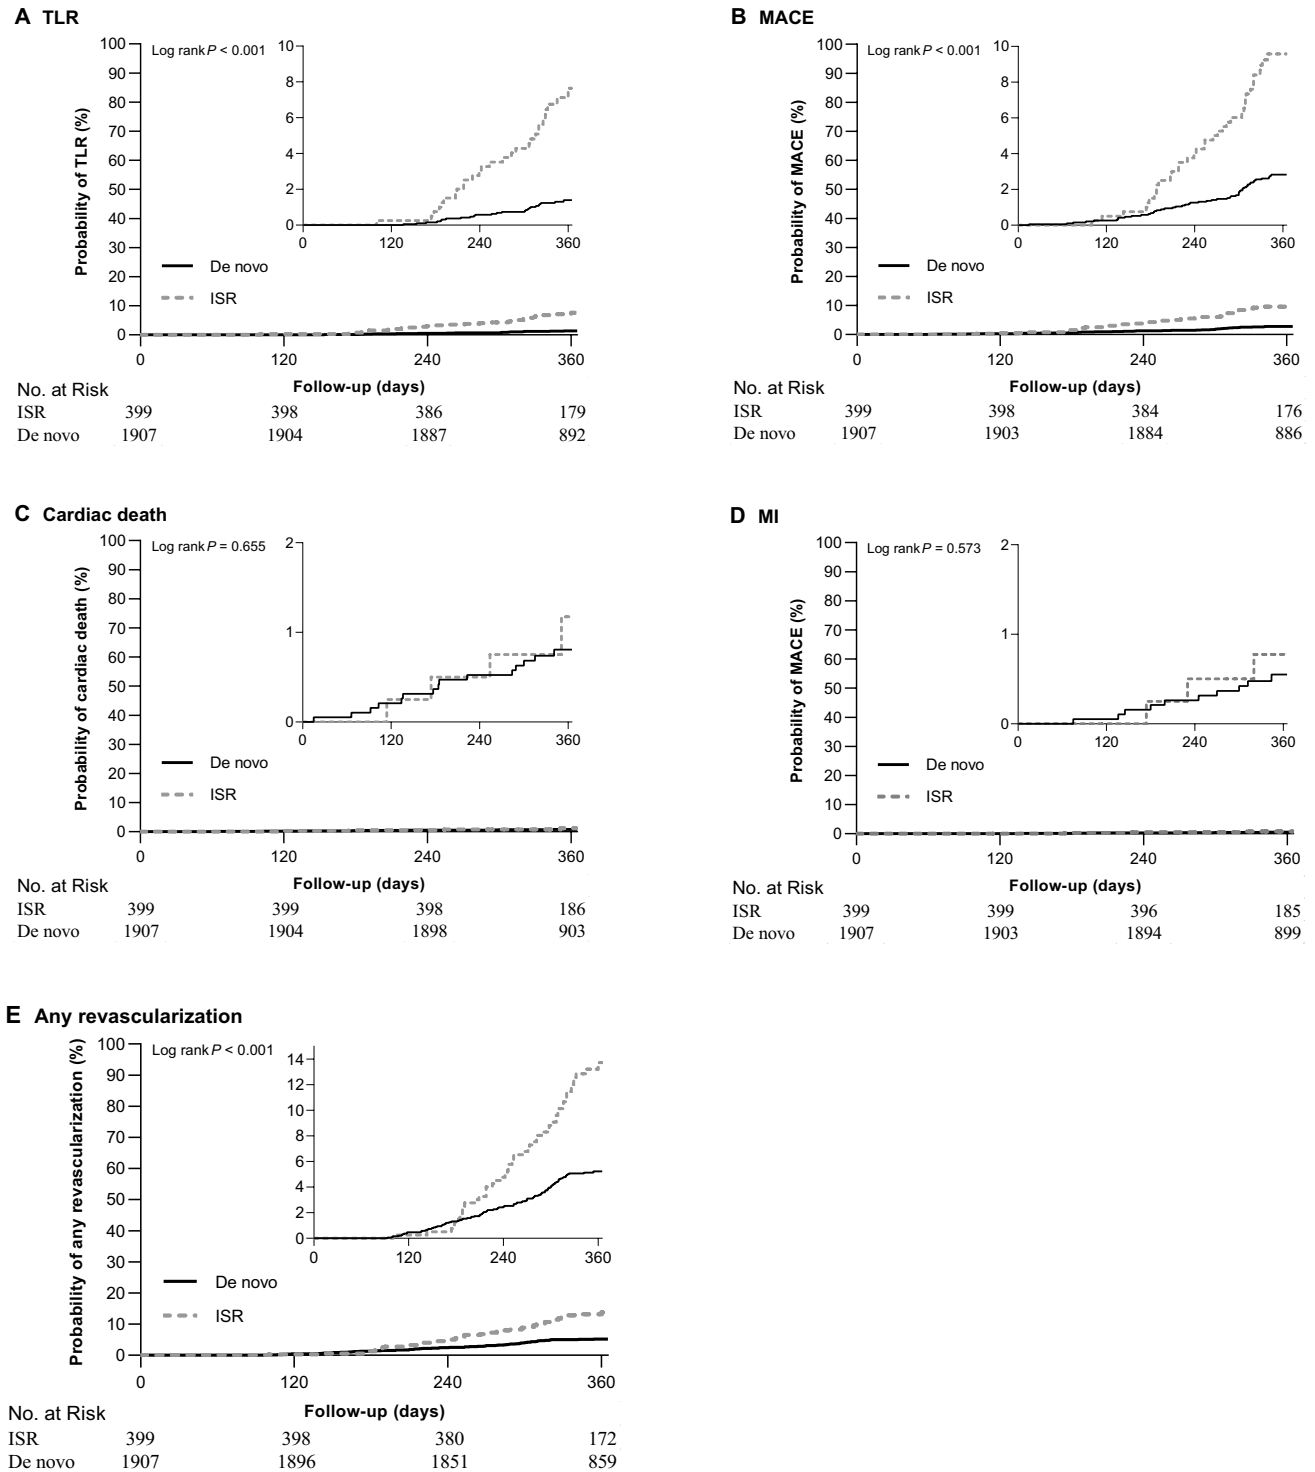 A TLR
Log rank P < 0.001
Probability of TLR (%)
100
90
80
70
60
50
40
30
20
10
0
10
8
6
4
2
0
0 120 240 360
De novo
ISR
0 120 240 360
Follow-up (days)
No. at Risk
ISR 399 398 386 179
De novo 1907 1904 1887 892
B MACE
Log rank P < 0.001
Probability of MACE (%)
100
90
80
70
60
50
40
30
20
10
0
10
8
6
4
2
0
0 120 240 360
De novo
ISR
0 120 240 360
Follow-up (days)
No. at Risk
ISR 399 398 384 176
De novo 1907 1903 1884 886
C Cardiac death
Log rank P = 0.655
Probability of cardiac death (%)
100
90
80
70
60
50
40
30
20
10
0
2
1
0
0 120 240 360
De novo
ISR
0 120 240 360
Follow-up (days)
No. at Risk
ISR 399 399 398 186
De novo 1907 1904 1898 903
D MI
Log rank P = 0.573
Probability of MACE (%)
100
90
80
70
60
50
40
30
20
10
0
2
1
0
0 120 240 360
De novo
ISR
0 120 240 360
Follow-up (days)
No. at Risk
ISR 399 399 396 185
De novo 1907 1903 1894 899
E Any revascularization
Log rank P < 0.001
Probability of any revascularization (%)
100
90
80
70
60
50
40
30
20
10
0
14
12
10
8
6
4
2
0
0 120 240 360
De novo
ISR
0 120 240 360
Follow-up (days)
No. at Risk
ISR 399 398 380 172
De novo 1907 1896 1851 859